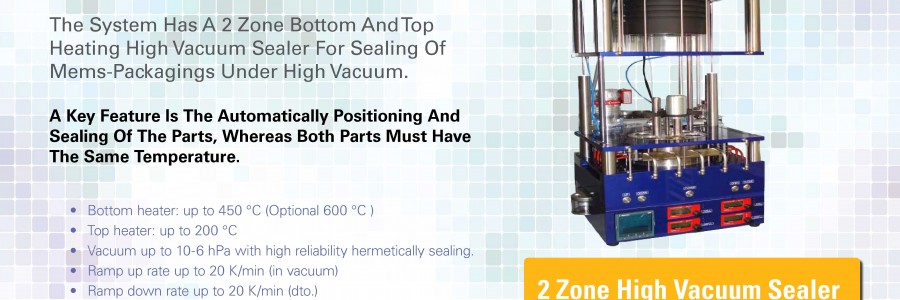 The System Has A 2 Zone Bottom And Top
Heating High Vacuum Sealer For Sealing Of
Mems-Packagings Under High Vacuum.
A Key Feature Is The Automatically Positioning And
Sealing Of The Parts, Whereas Both Parts Must Have
The Same Temperature.
• Bottom heater: up to 450 °C (Optional 600 °C )
• Top heater: up to 200 °C
• Vacuum up to 10-6 hPa with high reliability hermetically sealing.
• Ramp up rate up to 20 K/min (in vacuum)
• Ramp down rate up to 20 K/min (dto.)
2 Zone High Vacuum Sealer